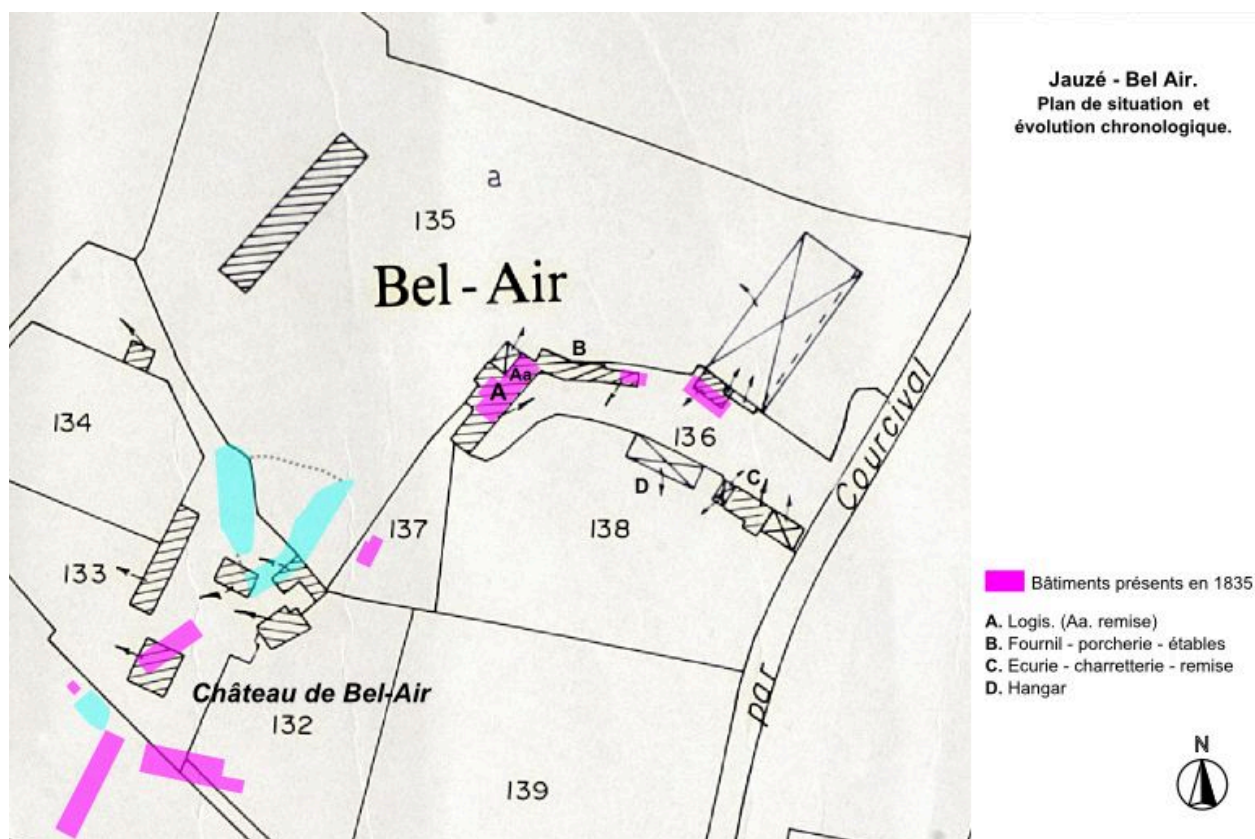 Jauzé - Bel Air.
Plan de situation et
évolution chronologique.
a
135
Bel - Air
B
Aa
A
134
136
Courcival
C
D
137
138
133
Château de Bel-Air
132
par
139
Bâtiments présents en 1835
A. Logis. (Aa. remise)
B. Fournil - porcherie - étables
C. Ecurie - charretterie - remise
D. Hangar
N